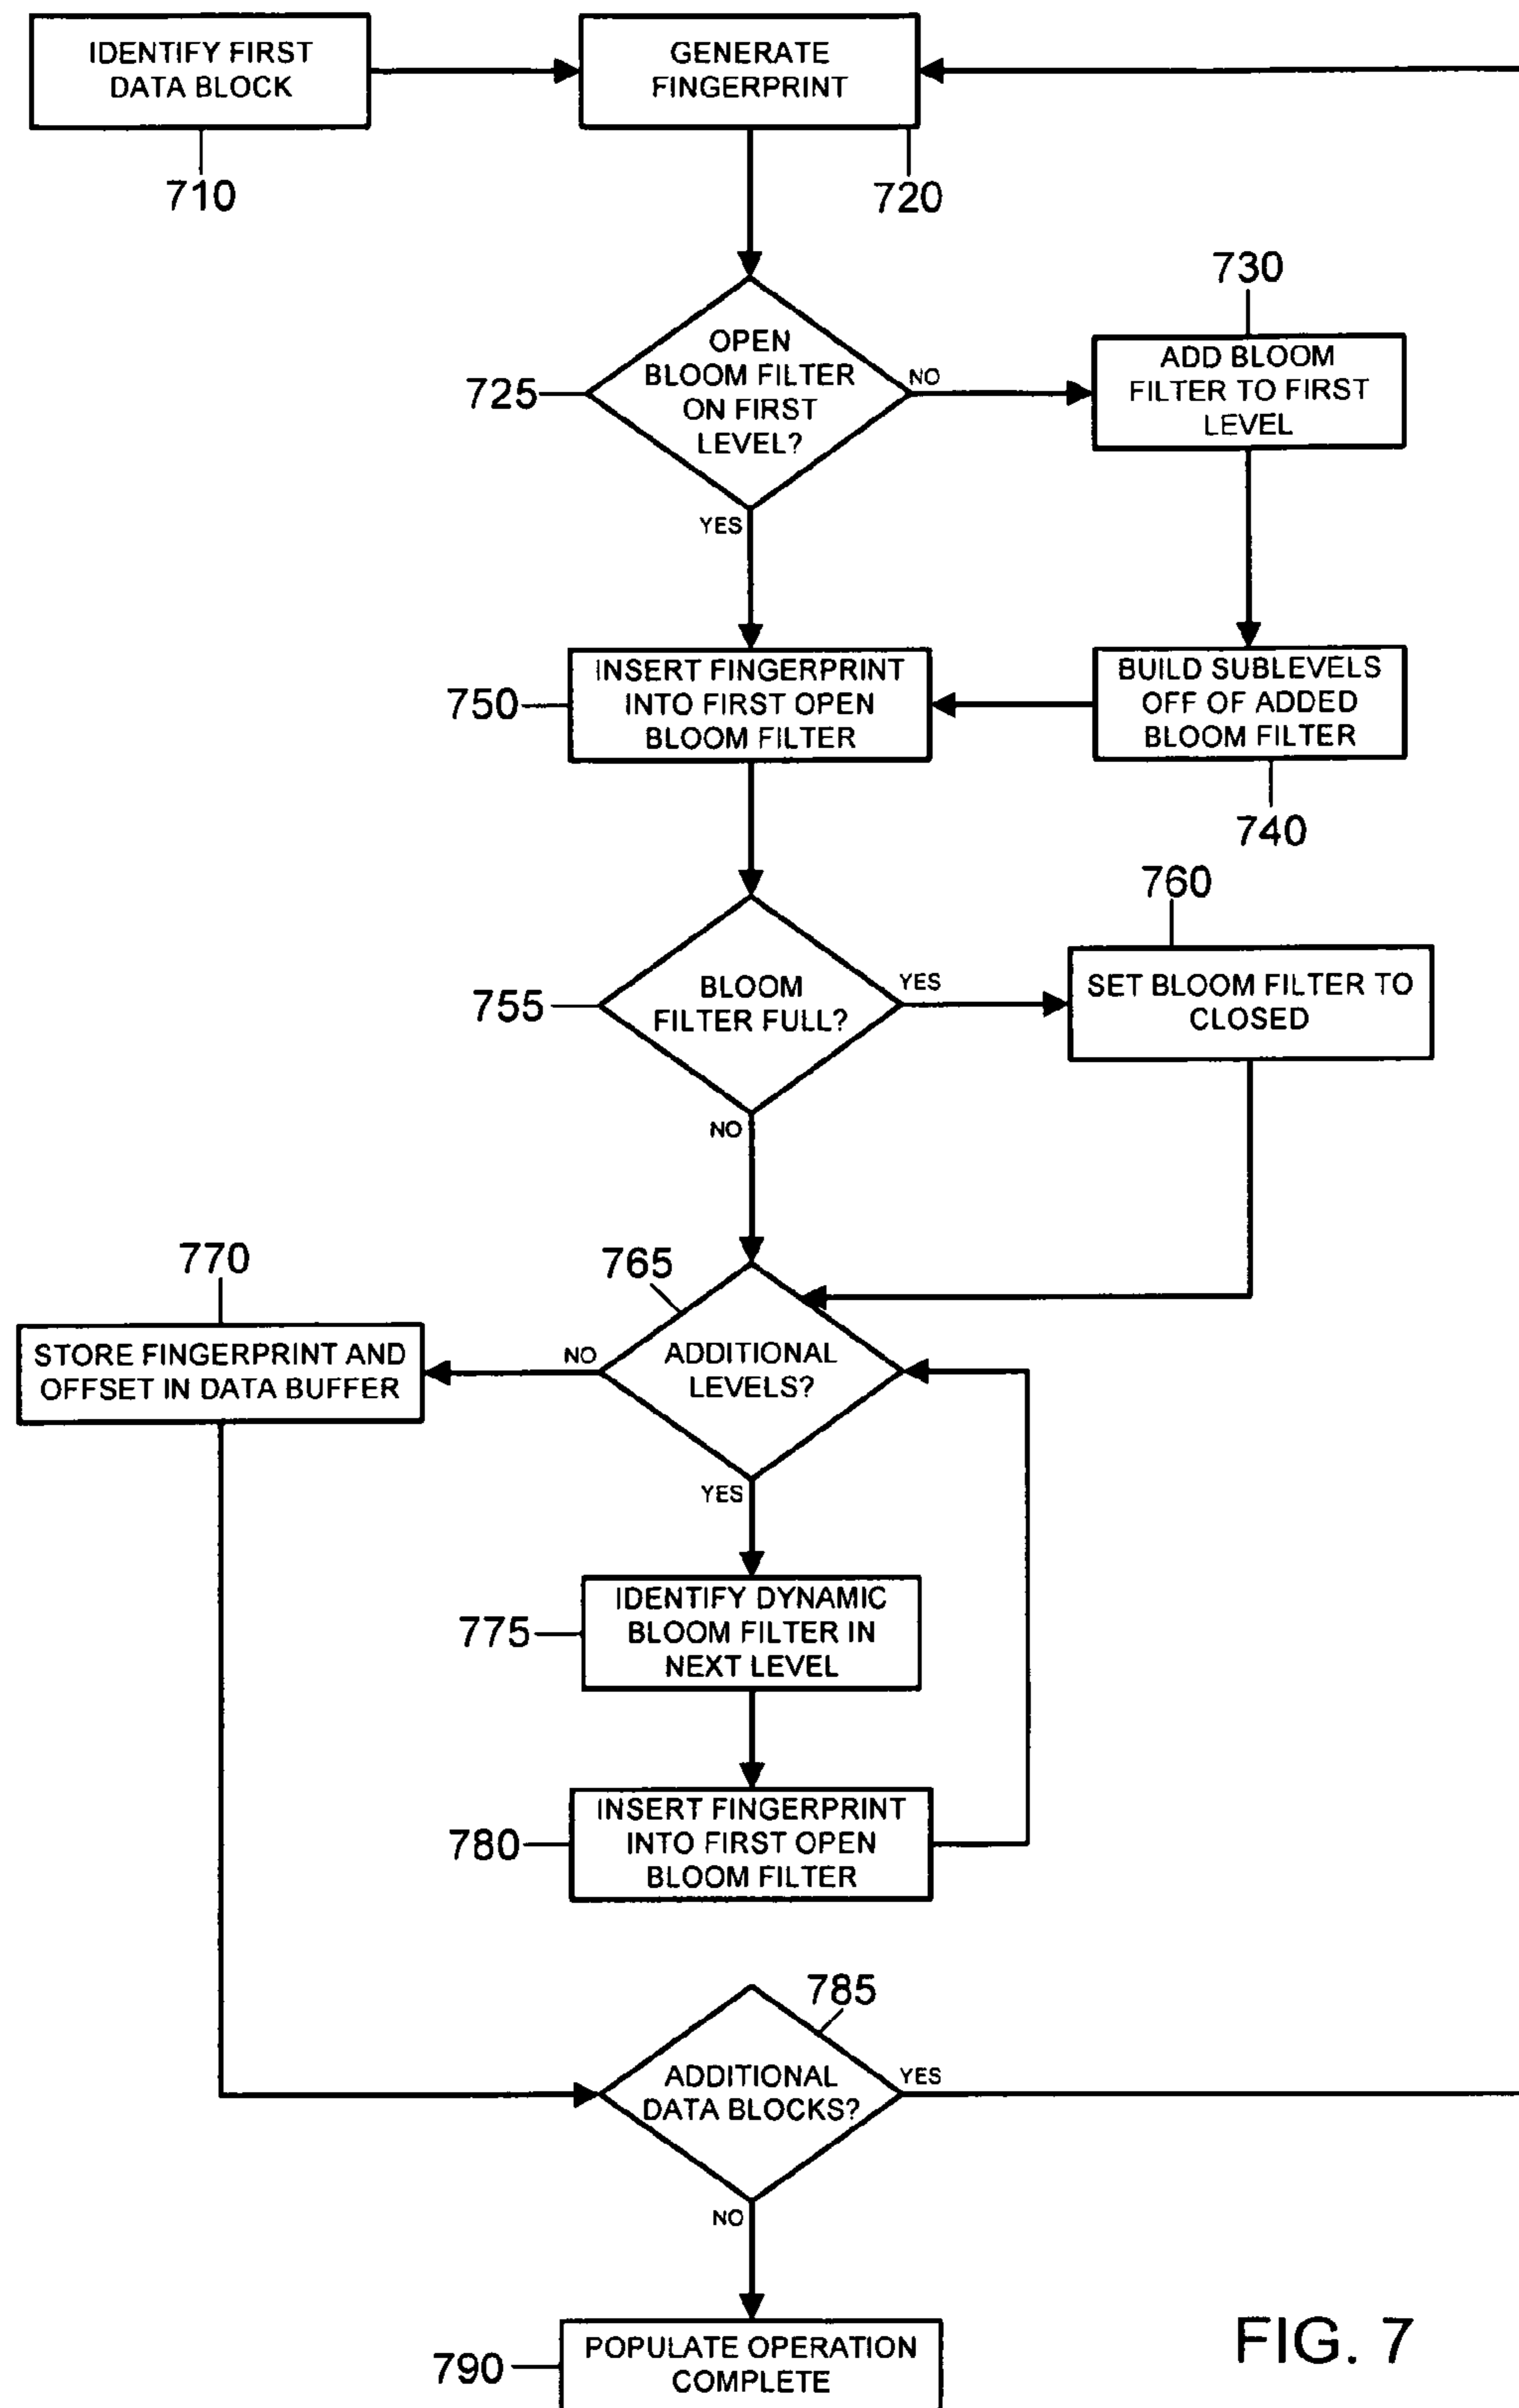 IDENTIFY FIRST
DATA BLOCK
710
GENERATE
FINGERPRINT
720
OPEN
BLOOM FILTER
ON FIRST
LEVEL?
725
NO
YES
730
ADD BLOOM
FILTER TO FIRST
LEVEL
INSERT FINGERPRINT
INTO FIRST OPEN
BLOOM FILTER
750
BUILD SUBLEVELS
OFF OF ADDED
BLOOM FILTER
740
BLOOM
FILTER FULL?
755
YES
NO
760
SET BLOOM FILTER TO
CLOSED
765
ADDITIONAL
LEVELS?
NO
YES
770
STORE FINGERPRINT AND
OFFSET IN DATA BUFFER
775
IDENTIFY DYNAMIC
BLOOM FILTER IN
NEXT LEVEL
780
INSERT FINGERPRINT
INTO FIRST OPEN
BLOOM FILTER
785
ADDITIONAL
DATA BLOCKS?
YES
NO
790
POPULATE OPERATION
COMPLETE
FIG. 7